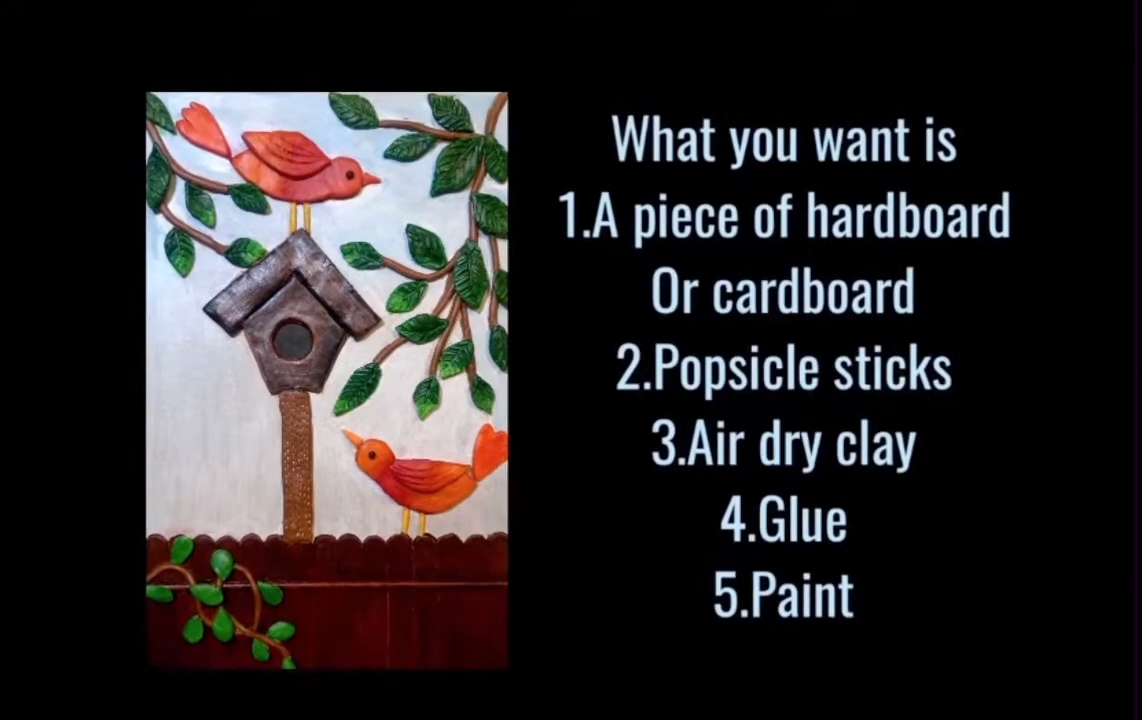 What you want is
1.A piece of hardboard
Or cardboard
2.Popsicle sticks
3.Air dry clay
4.Glue
5.Paint